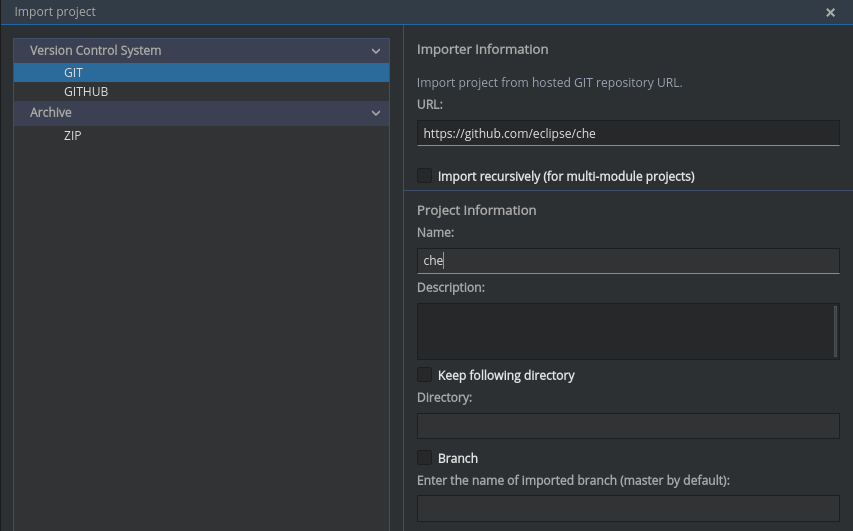 Import project
Version Control System
GIT
GITHUB
Archive
ZIP
Importer Information
Import project from hosted GIT repository URL.
URL:
https://github.com/eclipse/che
Import recursively (for multi-module projects)
Project Information
Name:
che
Description:
Keep following directory
Directory:
Branch
Enter the name of imported branch (master by default):